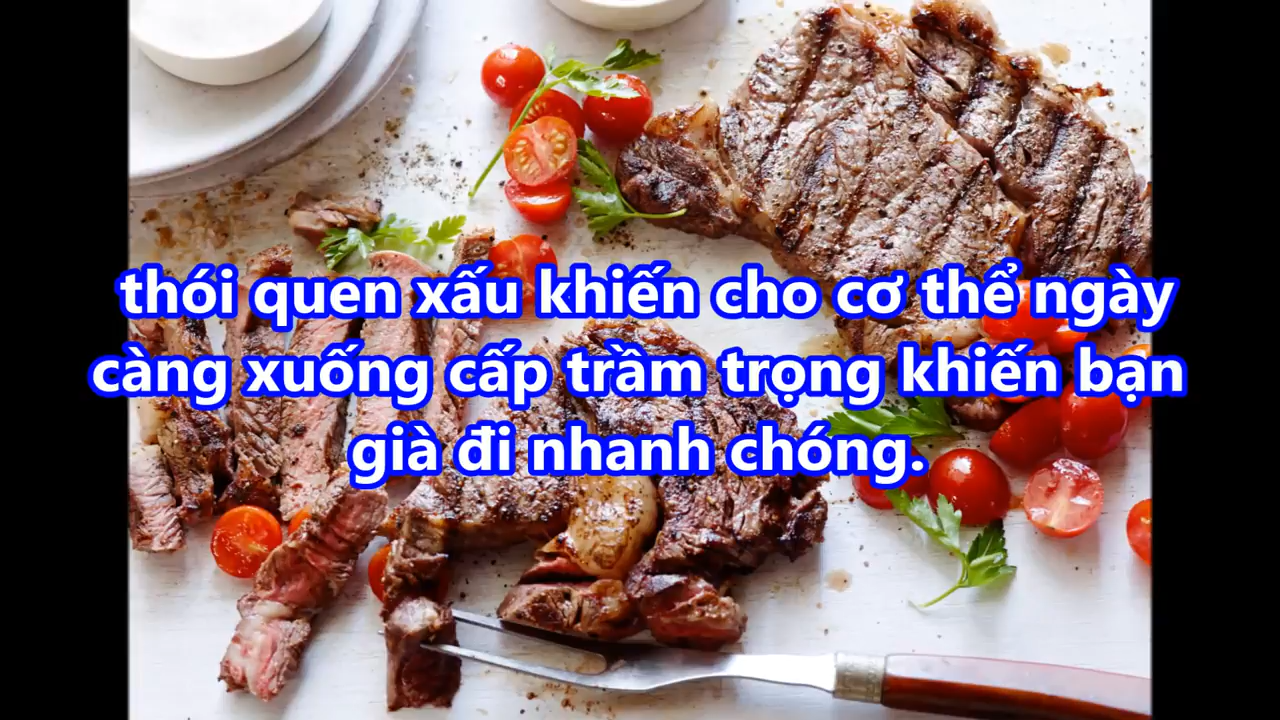 thói quen xấu khiến cho cơ thể ngày
càng xuống cấp trầm trọng khiến bạn
già đi nhanh chóng.